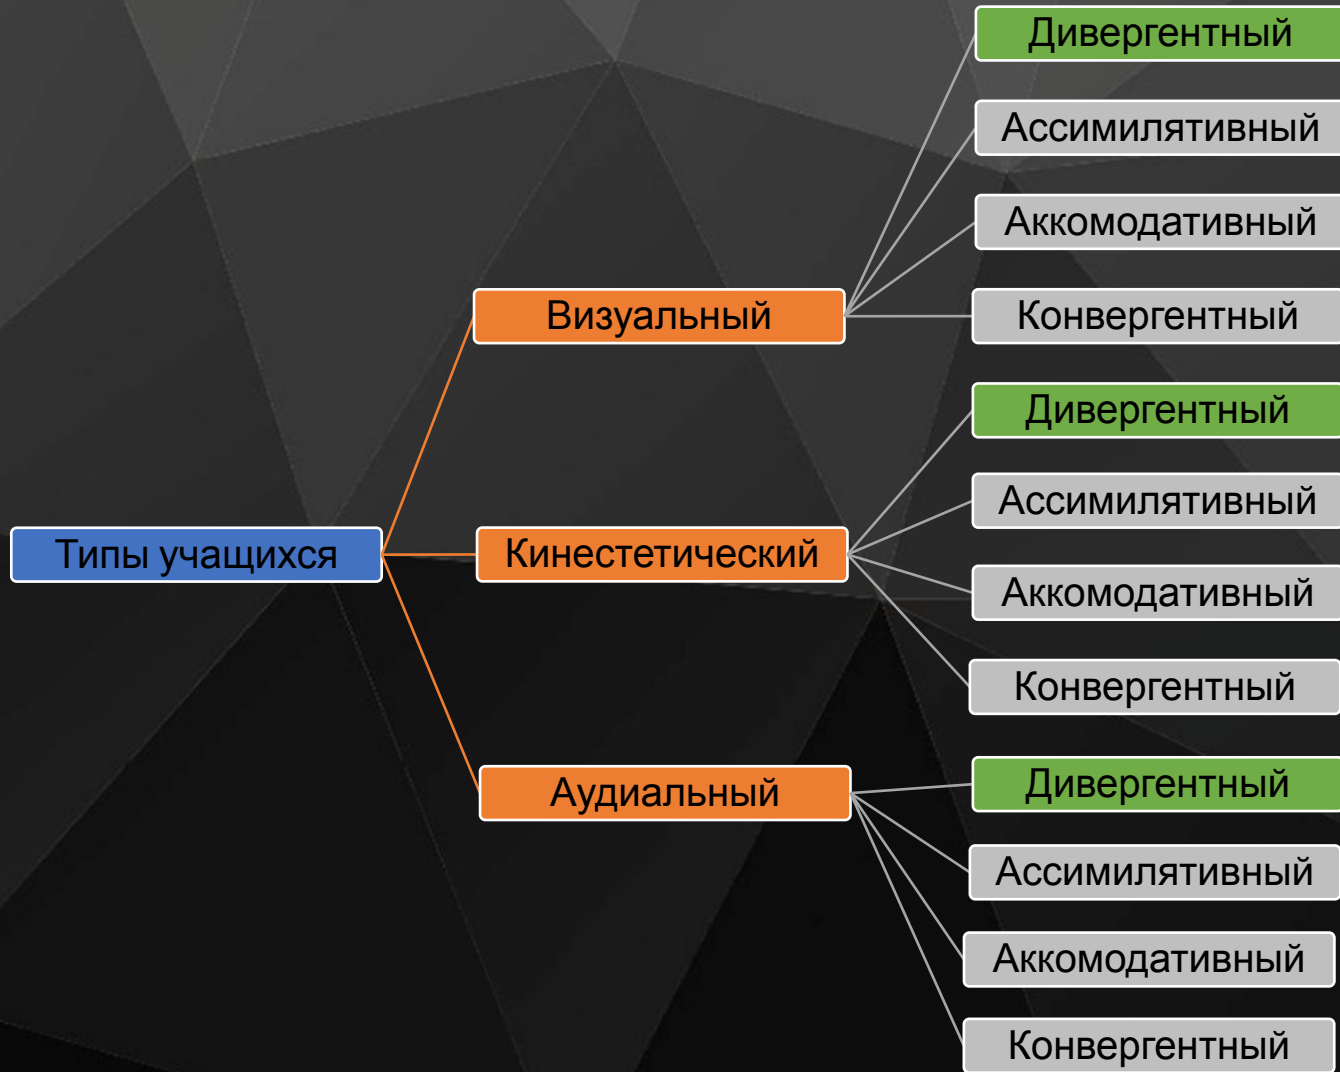 Типы учащихся
Визуальный
Дивергентный
Ассимилятивный
Аккомодативный
Конвергентный
Кинестетический
Дивергентный
Ассимилятивный
Аккомодативный
Конвергентный
Аудиальный
Дивергентный
Ассимилятивный
Аккомодативный
Конвергентный